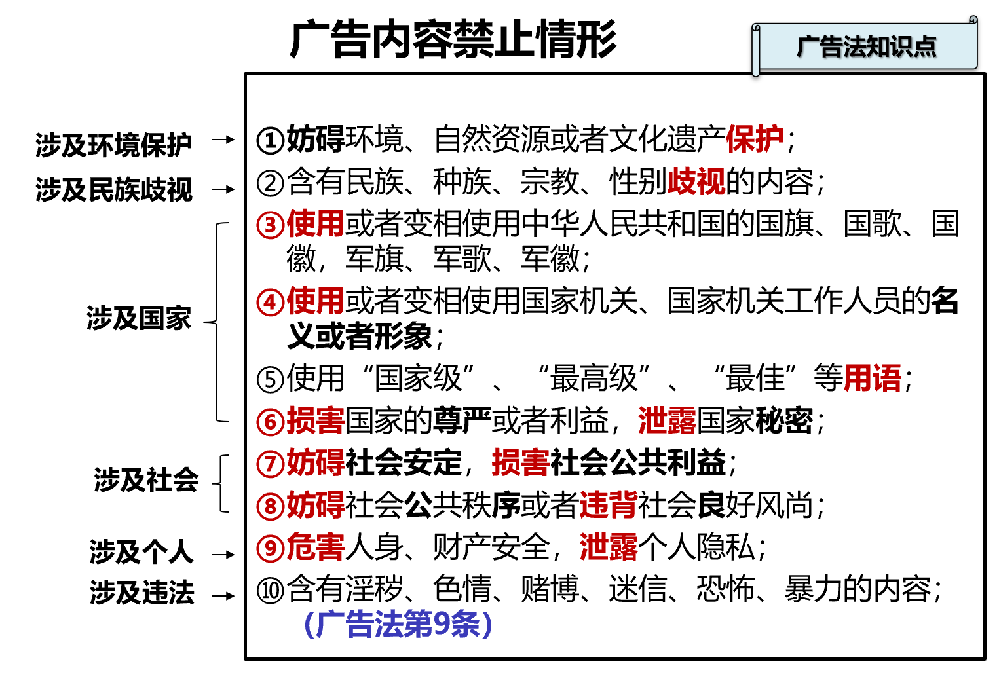 广告内容禁止情形
广告法知识点
涉及环境保护
①妨碍环境、自然资源或者文化遗产保护；
涉及民族歧视
②含有民族、种族、宗教、性别歧视的内容；
③使用或者变相使用中华人民共和国的国旗、国歌、国
徽，军旗、军歌、军徽；
涉及国家
④使用或者变相使用国家机关、国家机关工作人员的名
义或者形象；
⑤使用“国家级”、“最高级”、“最佳”等用语；
⑥损害国家的尊严或者利益，泄露国家秘密；
涉及社会
⑦妨碍社会安定，损害社会公共利益；
⑧妨碍社会公共秩序或者违背社会良好风尚；
涉及个人
⑨危害人身、财产安全，泄露个人隐私；
涉及违法
⑩含有淫秽、色情、赌博、迷信、恐怖、暴力的内容；
（广告法第9条）